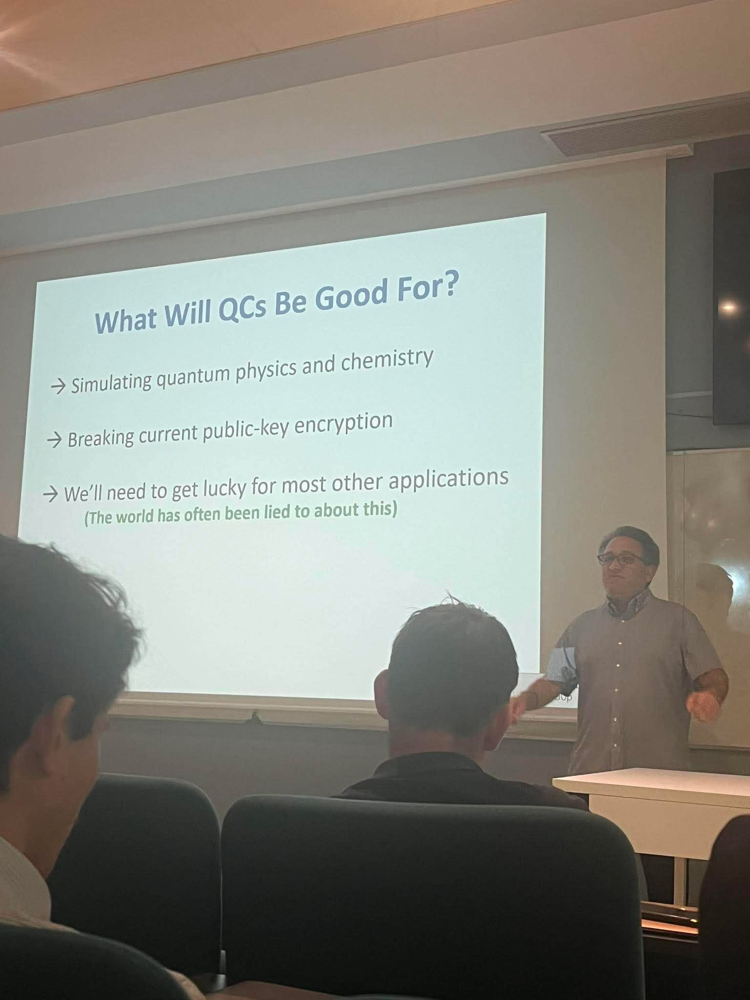 What Will QCs Be Good For?
→ Simulating quantum physics and chemistry
→ Breaking current public-key encryption
→ We'll need to get lucky for most other applications
(The world has often been lied to about this)